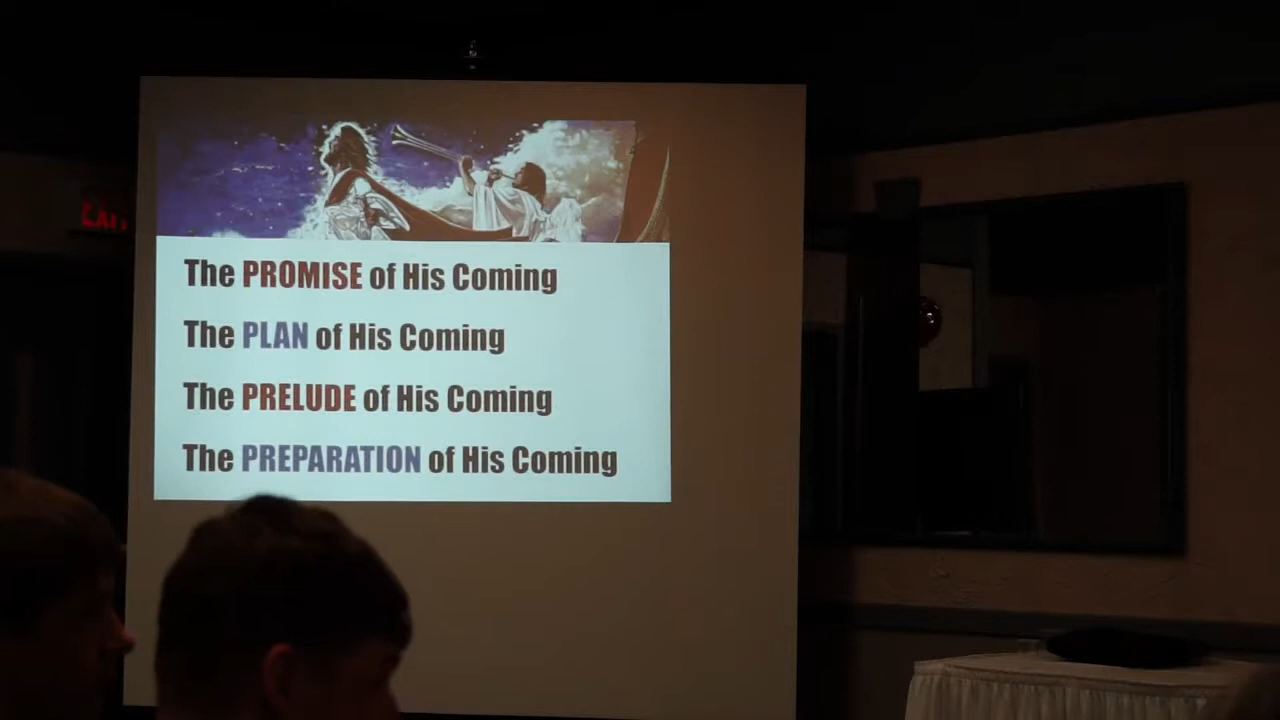 EXIT
The PROMISE of His Coming
The PLAN of His Coming
The PRELUDE of His Coming
The PREPARATION of His Coming